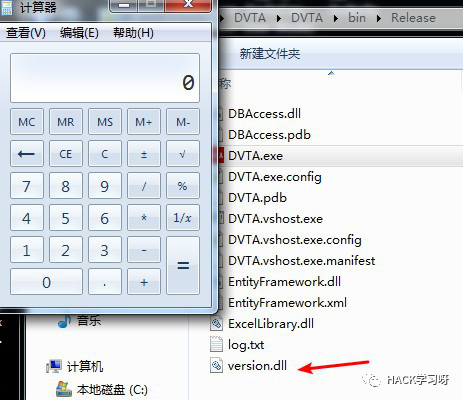 计算器
查看(V) 编辑(E) 帮助(H)
0
MC MR MS M+ M-
← CE C ± √
7 8 9 / %
4 5 6 * 1/x
1 2 3 - =
0 . +
DVTA ▸ DVTA ▸ bin ▸ Release
新建文件夹
DBAccess.dll
DBAccess.pdb
DVTA.exe
DVTA.exe.config
DVTA.pdb
DVTA.vshost.exe
DVTA.vshost.exe.config
DVTA.vshost.exe.manifest
EntityFramework.dll
EntityFramework.xml
ExcelLibrary.dll
log.txt
version.dll
音乐
计算机
本地磁盘 (C:)
HACK学习呀